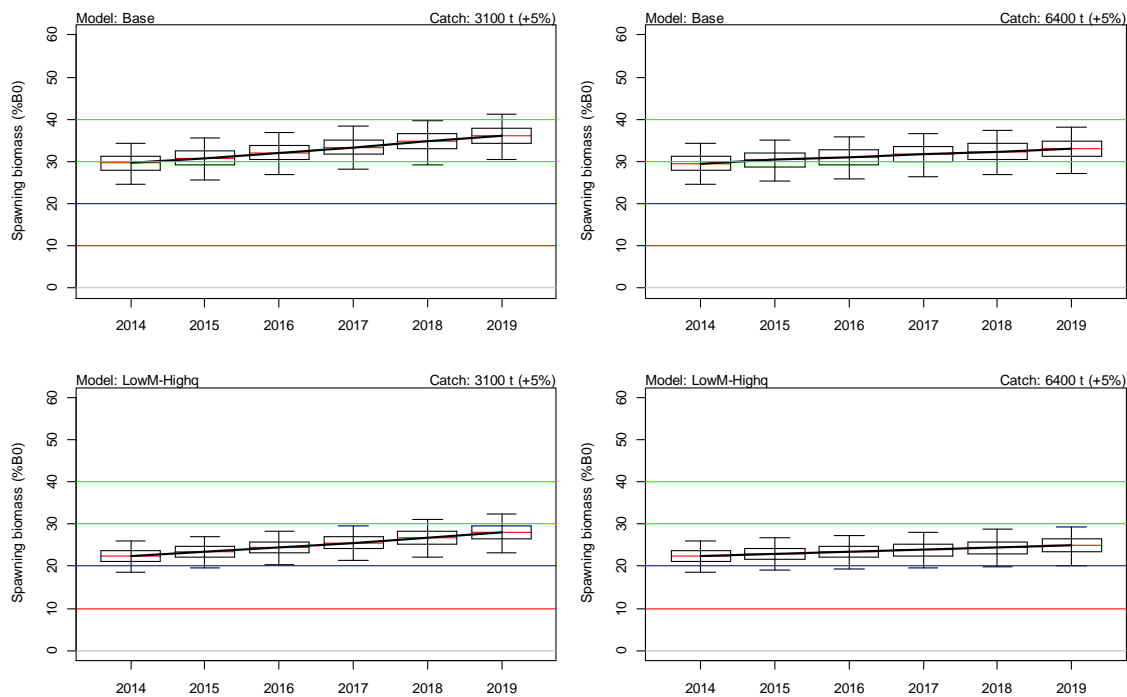 Model: Base Catch: 3100 t (+5%)
Spawning biomass (%B0)
60
50
40
30
20
10
0
2014 2015 2016 2017 2018 2019
Model: Base Catch: 6400 t (+5%)
Spawning biomass (%B0)
60
50
40
30
20
10
0
2014 2015 2016 2017 2018 2019
Model: LowM-Highq Catch: 3100 t (+5%)
Spawning biomass (%B0)
60
50
40
30
20
10
0
2014 2015 2016 2017 2018 2019
Model: LowM-Highq Catch: 6400 t (+5%)
Spawning biomass (%B0)
60
50
40
30
20
10
0
2014 2015 2016 2017 2018 2019